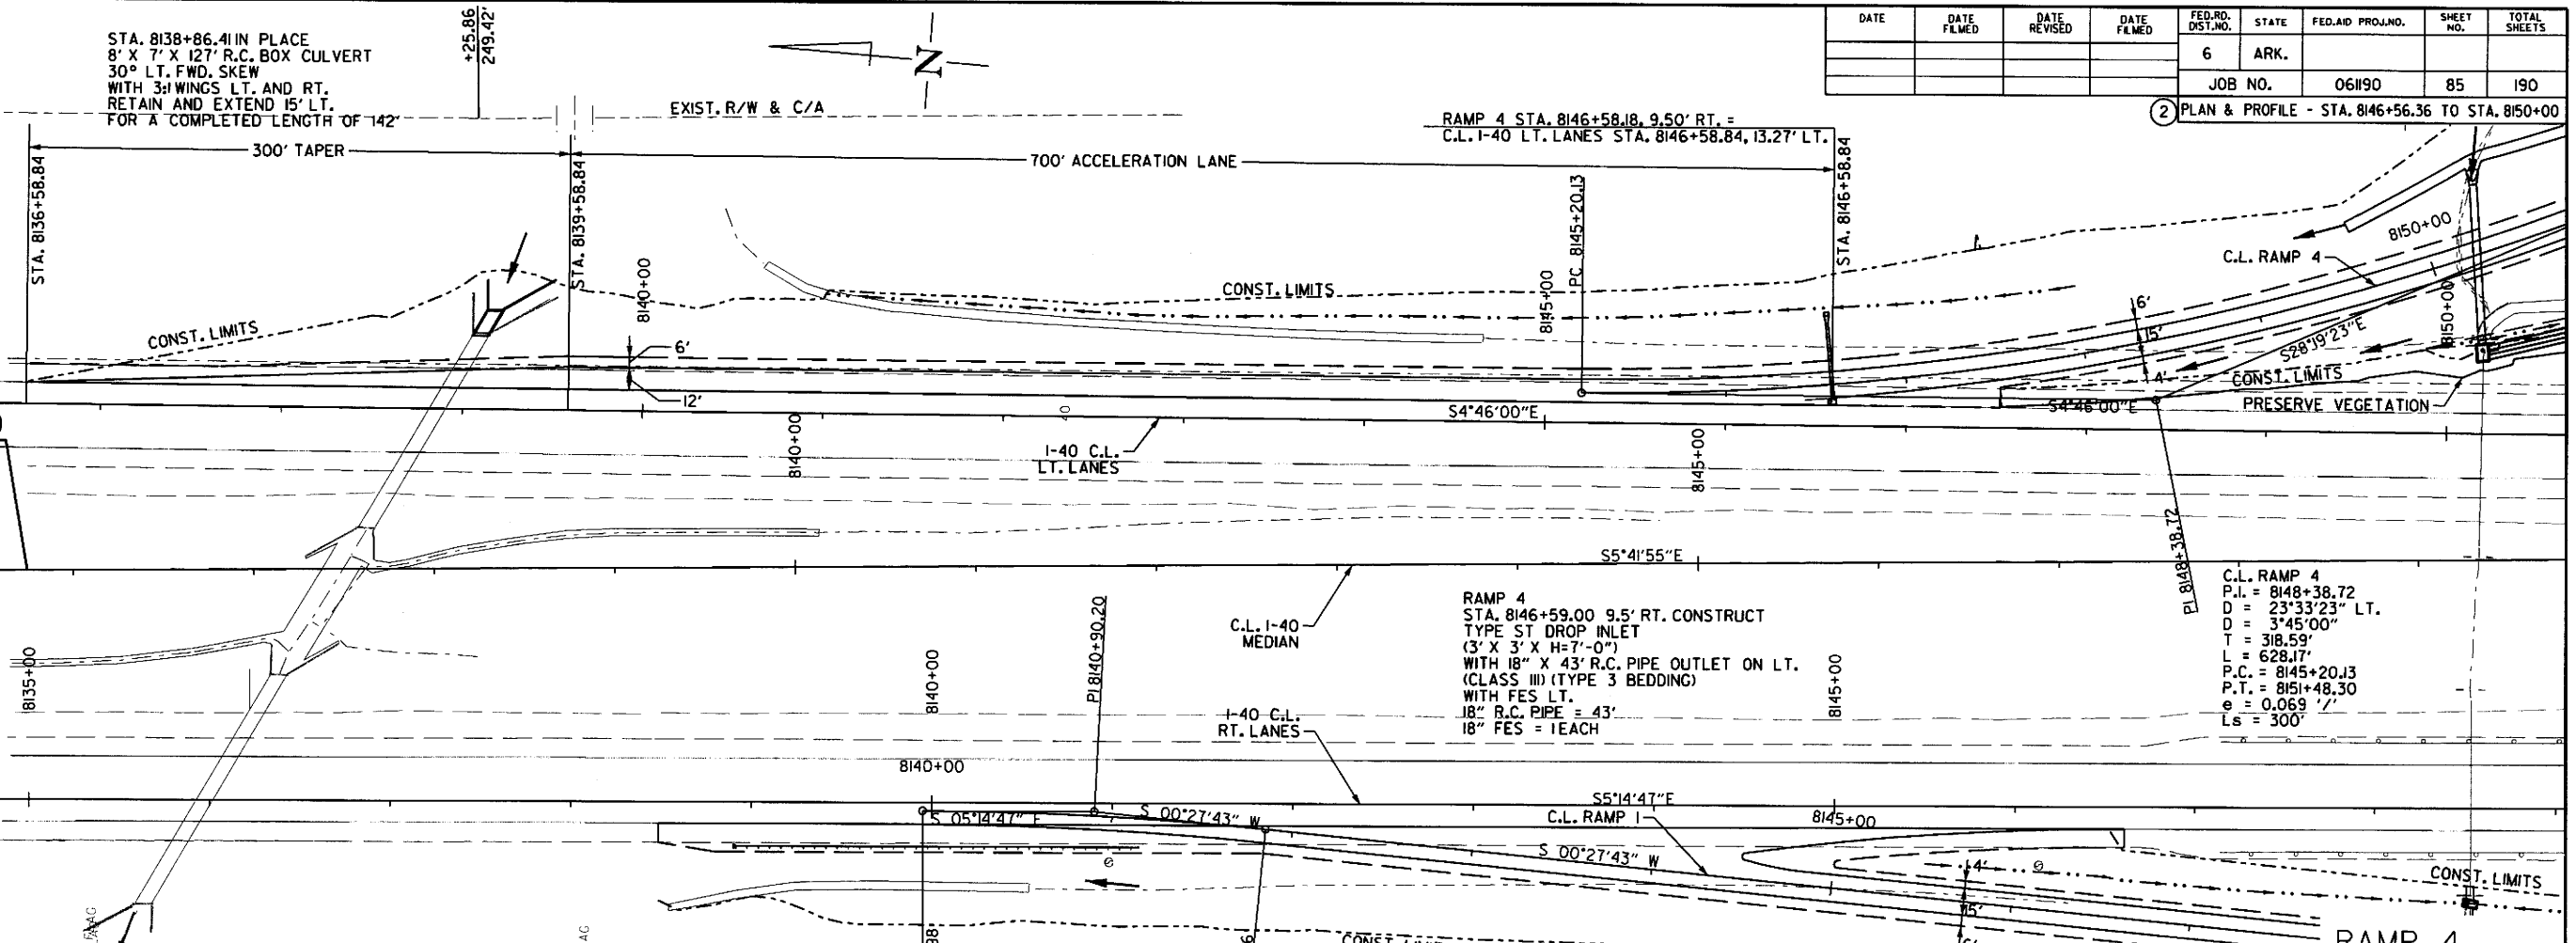 STA. 8138+86.41 IN PLACE
8' X 7' X 127' R.C. BOX CULVERT
30° LT. FWD. SKEW
WITH 3:1 WINGS LT. AND RT.
RETAIN AND EXTEND 15' LT.
FOR A COMPLETED LENGTH OF 142'
+25.86
249.42'
N
EXIST. R/W & C/A
DATE
DATE FILMED
DATE REVISED
DATE FILMED
FED.RD. DIST.NO.
STATE
FED.AID PROJ.NO.
SHEET NO.
TOTAL SHEETS
6
ARK.
JOB NO.
061190
85
190
2 PLAN & PROFILE - STA. 8146+56.36 TO STA. 8150+00
RAMP 4 STA. 8146+58.18, 9.50' RT. =
C.L. I-40 LT. LANES STA. 8146+58.84, 13.27' LT.
300' TAPER
700' ACCELERATION LANE
STA. 8136+58.84
STA. 8139+58.84
8140+00
CONST. LIMITS
6'
12'
CONST. LIMITS
8145+00
P.C. 8145+20.13
STA. 8146+58.84
8150+00
C.L. RAMP 4
8150+00
6'
15'
4'
S28°19'23"E
CONST. LIMITS
PRESERVE VEGETATION
S4°46'00"E
S4°46'00"E
8140+00
40
I-40 C.L.
LT. LANES
8145+00
PI 8148+38.72
S5°41'55"E
C.L. I-40
MEDIAN
RAMP 4
STA. 8146+59.00 9.5' RT. CONSTRUCT
TYPE ST DROP INLET
(3' X 3' X H=7'-0")
WITH 18" X 43' R.C. PIPE OUTLET ON LT.
(CLASS III) (TYPE 3 BEDDING)
WITH FES LT.
18" R.C. PIPE = 43'
18" FES = 1 EACH
C.L. RAMP 4
P.I. = 8148+38.72
D = 23°33'23" LT.
D = 3°45'00"
T = 318.59'
L = 628.17'
P.C. = 8145+20.13
P.T. = 8151+48.30
e = 0.069 '/'
Ls = 300'
8135+00
8140+00
PI 8140+90.20
8145+00
I-40 C.L.
RT. LANES
8140+00
S5°14'47"E
S 05°14'47" E
S 00°27'43" W
C.L. RAMP 1
8145+00
S 00°27'43" W
4'
15'
6'
CONST. LIMITS
RAMP 4